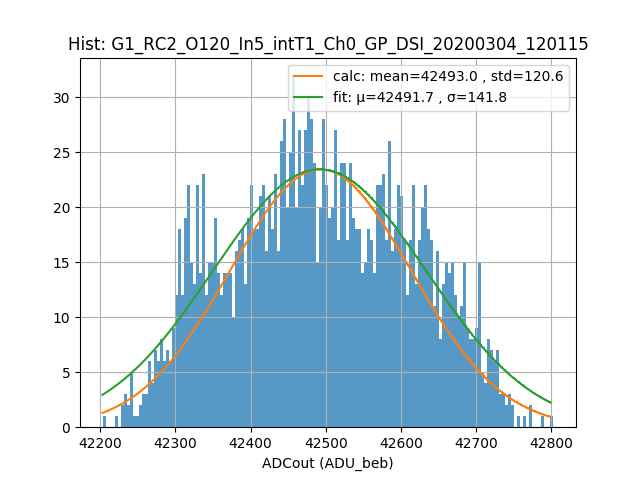 Hist: G1_RC2_O120_In5_intT1_Ch0_GP_DSI_20200304_120115
calc: mean=42493.0 , std=120.6
fit: μ=42491.7 , σ=141.8
30
25
20
15
10
5
0
42200 42300 42400 42500 42600 42700 42800
ADCout (ADU_beb)